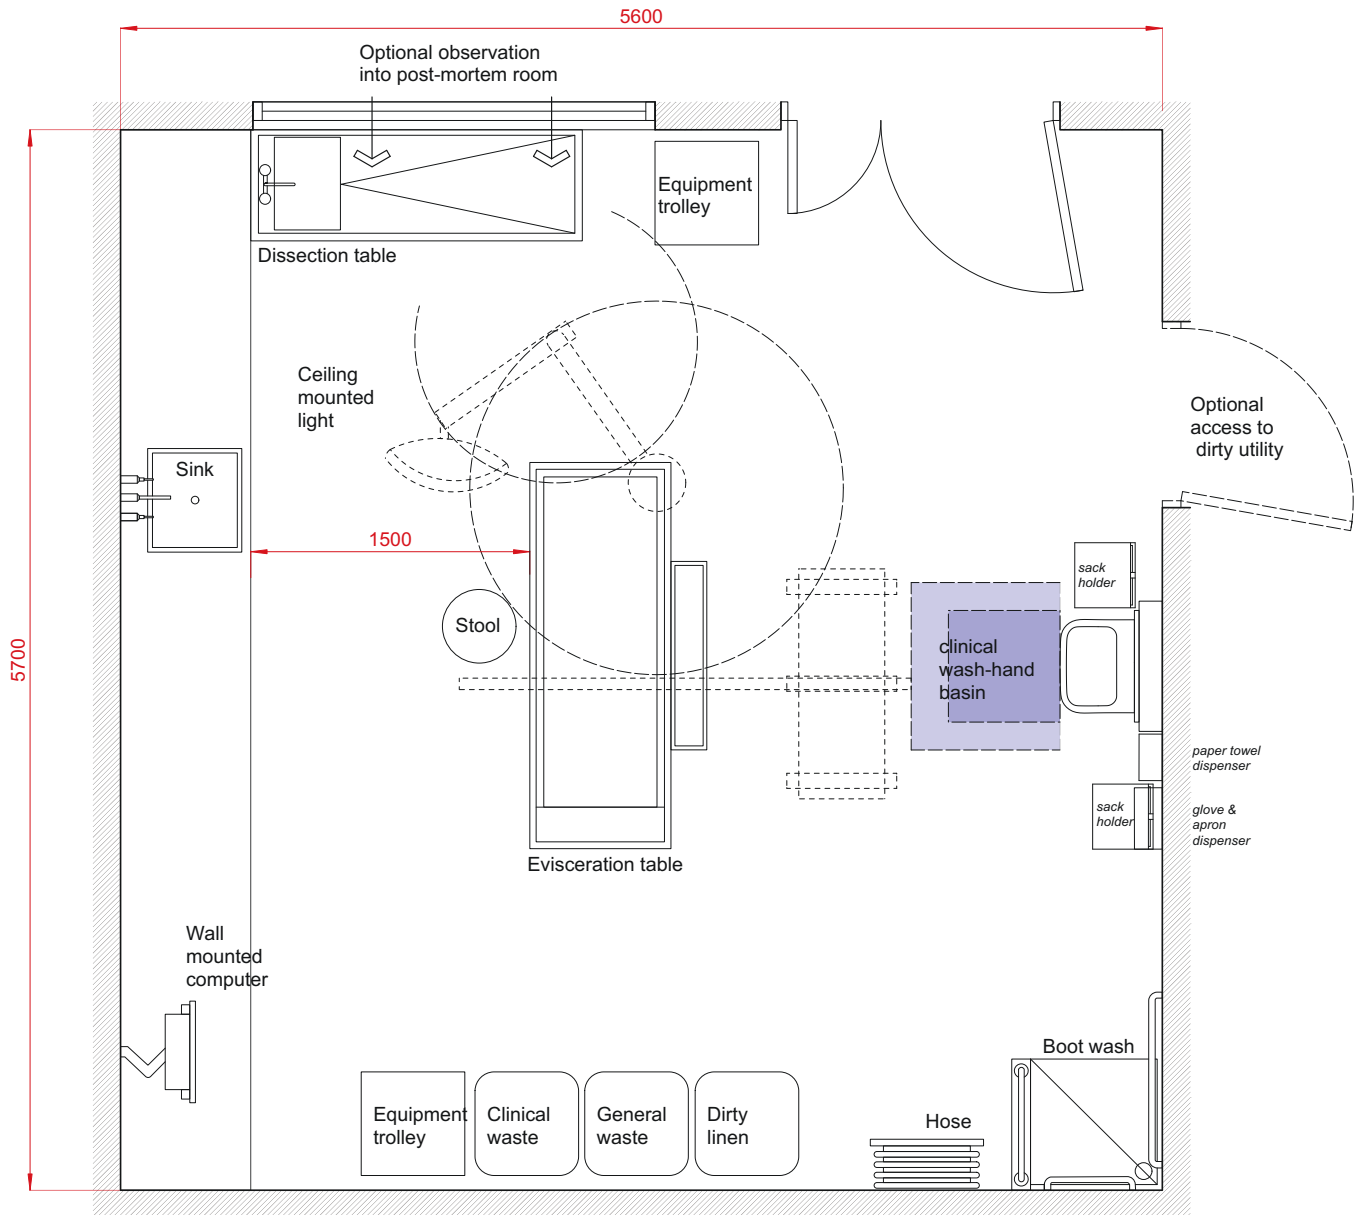 5600
Optional observation
into post-mortem room
Equipment
trolley
Dissection table
Ceiling
mounted
light
Optional
access to
dirty utility
Sink
1500
sack
holder
Stool
clinical
wash-hand
basin
5700
paper towel
dispenser
sack
holder
glove &
apron
dispenser
Evisceration table
Wall
mounted
computer
Boot wash
Equipment
trolley
Clinical
waste
General
waste
Dirty
linen
Hose